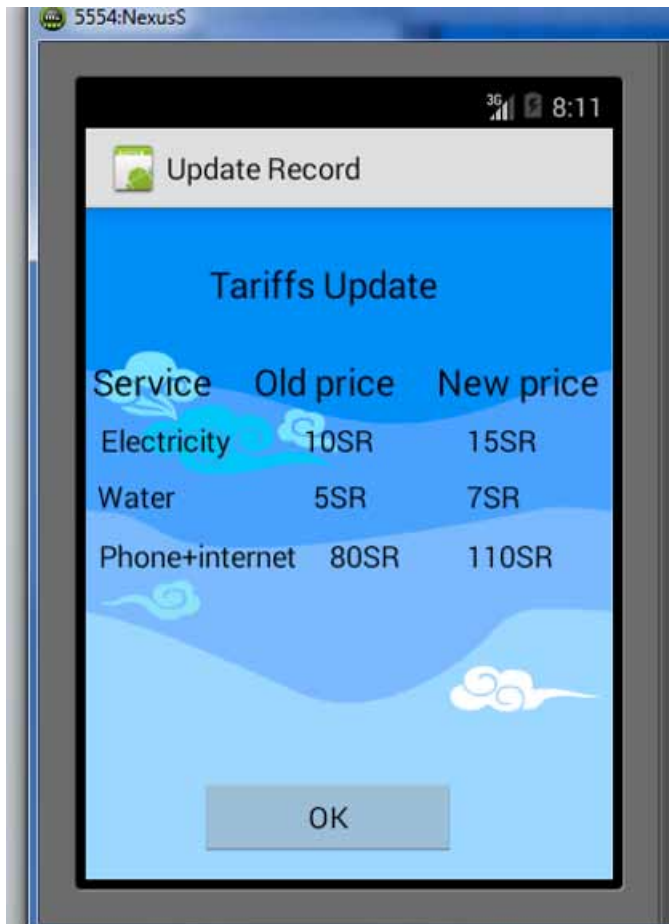 5554:NexusS
3G 8:11
Update Record
Tariffs Update
Service Old price New price
Electricity 10SR 15SR
Water 5SR 7SR
Phone+internet 80SR 110SR
OK